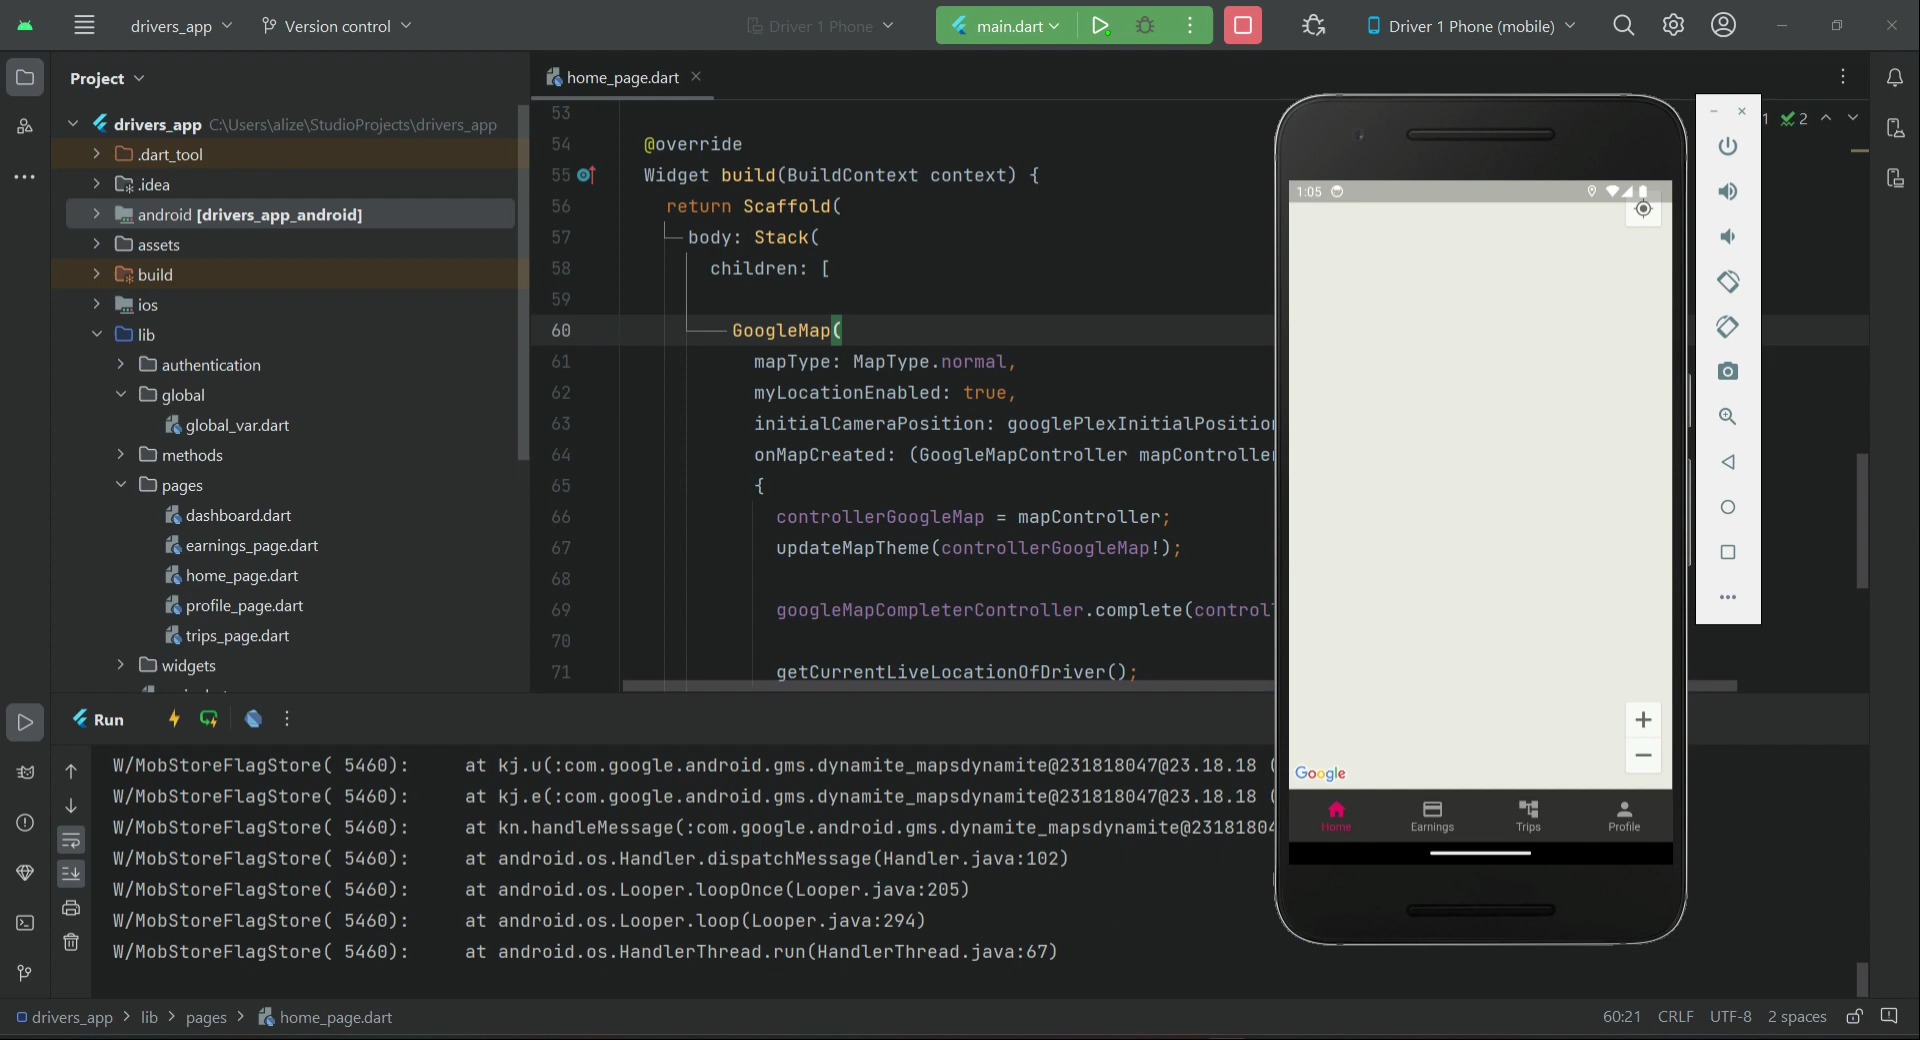 drivers_app
Version control
Driver 1 Phone
main.dart
Driver 1 Phone (mobile)
Project
home_page.dart
drivers_app C:\Users\alize\StudioProjects\drivers_app
.dart_tool
.idea
android [drivers_app_android]
assets
build
ios
lib
authentication
global
global_var.dart
methods
pages
dashboard.dart
earnings_page.dart
home_page.dart
profile_page.dart
trips_page.dart
widgets
53
54 @override
55 Widget build(BuildContext context) {
56 return Scaffold(
57 body: Stack(
58 children: [
59
60 GoogleMap(
61 mapType: MapType.normal,
62 myLocationEnabled: true,
63 initialCameraPosition: googlePlexInitialPosition
64 onMapCreated: (GoogleMapController mapController
65 {
66 controllerGoogleMap = mapController;
67 updateMapTheme(controllerGoogleMap!);
68
69 googleMapCompleterController.complete(control
70
71 getCurrentLiveLocationOfDriver();
1 2
1:05
Google
Home
Earnings
Trips
Profile
Run
W/MobStoreFlagStore( 5460): at kj.u(:com.google.android.gms.dynamite_mapsdynamite@231818047@23.18.18 (
W/MobStoreFlagStore( 5460): at kj.e(:com.google.android.gms.dynamite_mapsdynamite@231818047@23.18.18 (
W/MobStoreFlagStore( 5460): at kn.handleMessage(:com.google.android.gms.dynamite_mapsdynamite@23181804
W/MobStoreFlagStore( 5460): at android.os.Handler.dispatchMessage(Handler.java:102)
W/MobStoreFlagStore( 5460): at android.os.Looper.loopOnce(Looper.java:205)
W/MobStoreFlagStore( 5460): at android.os.Looper.loop(Looper.java:294)
W/MobStoreFlagStore( 5460): at android.os.HandlerThread.run(HandlerThread.java:67)
drivers_app > lib > pages > home_page.dart
60:21 CRLF UTF-8 2 spaces